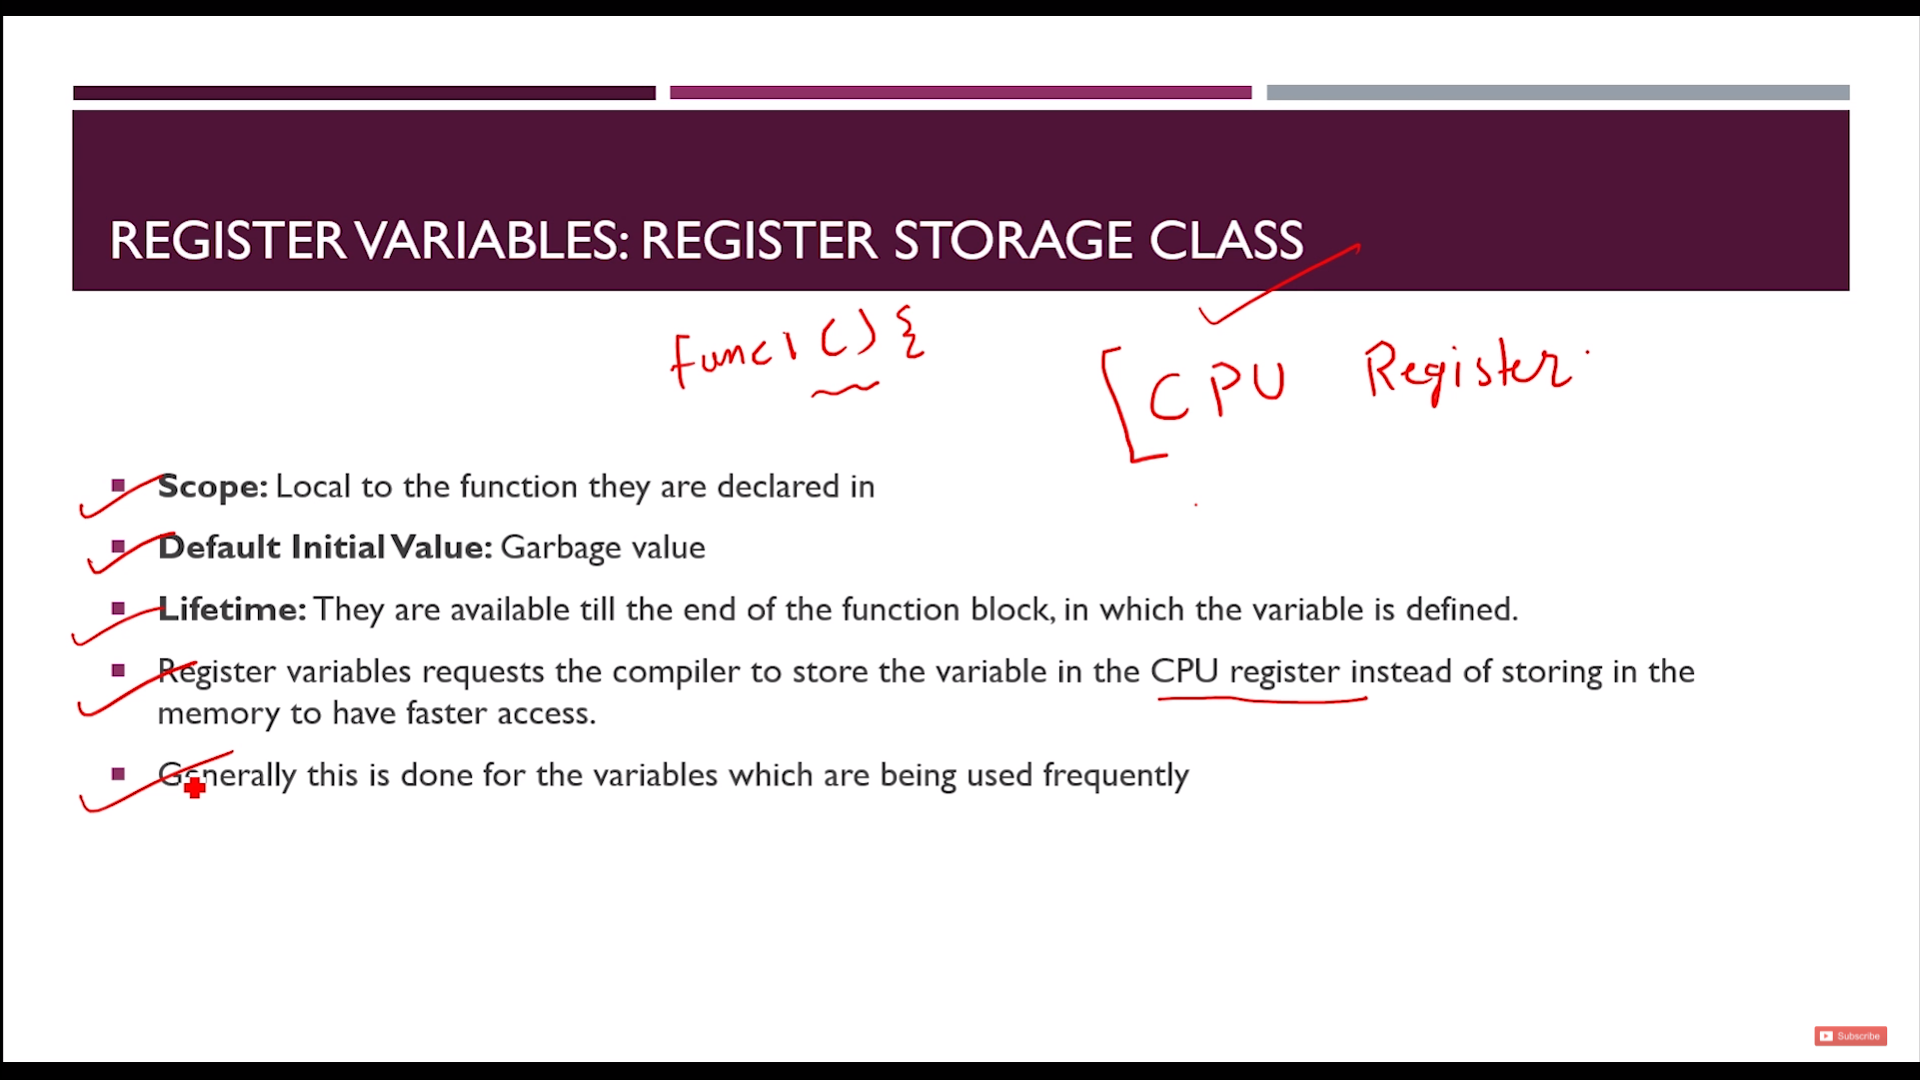 REGISTER VARIABLES: REGISTER STORAGE CLASS
func1 () {
[CPU Register
Scope: Local to the function they are declared in
Default Initial Value: Garbage value
Lifetime: They are available till the end of the function block, in which the variable is defined.
Register variables requests the compiler to store the variable in the CPU register instead of storing in the
memory to have faster access.
Generally this is done for the variables which are being used frequently
Subscribe